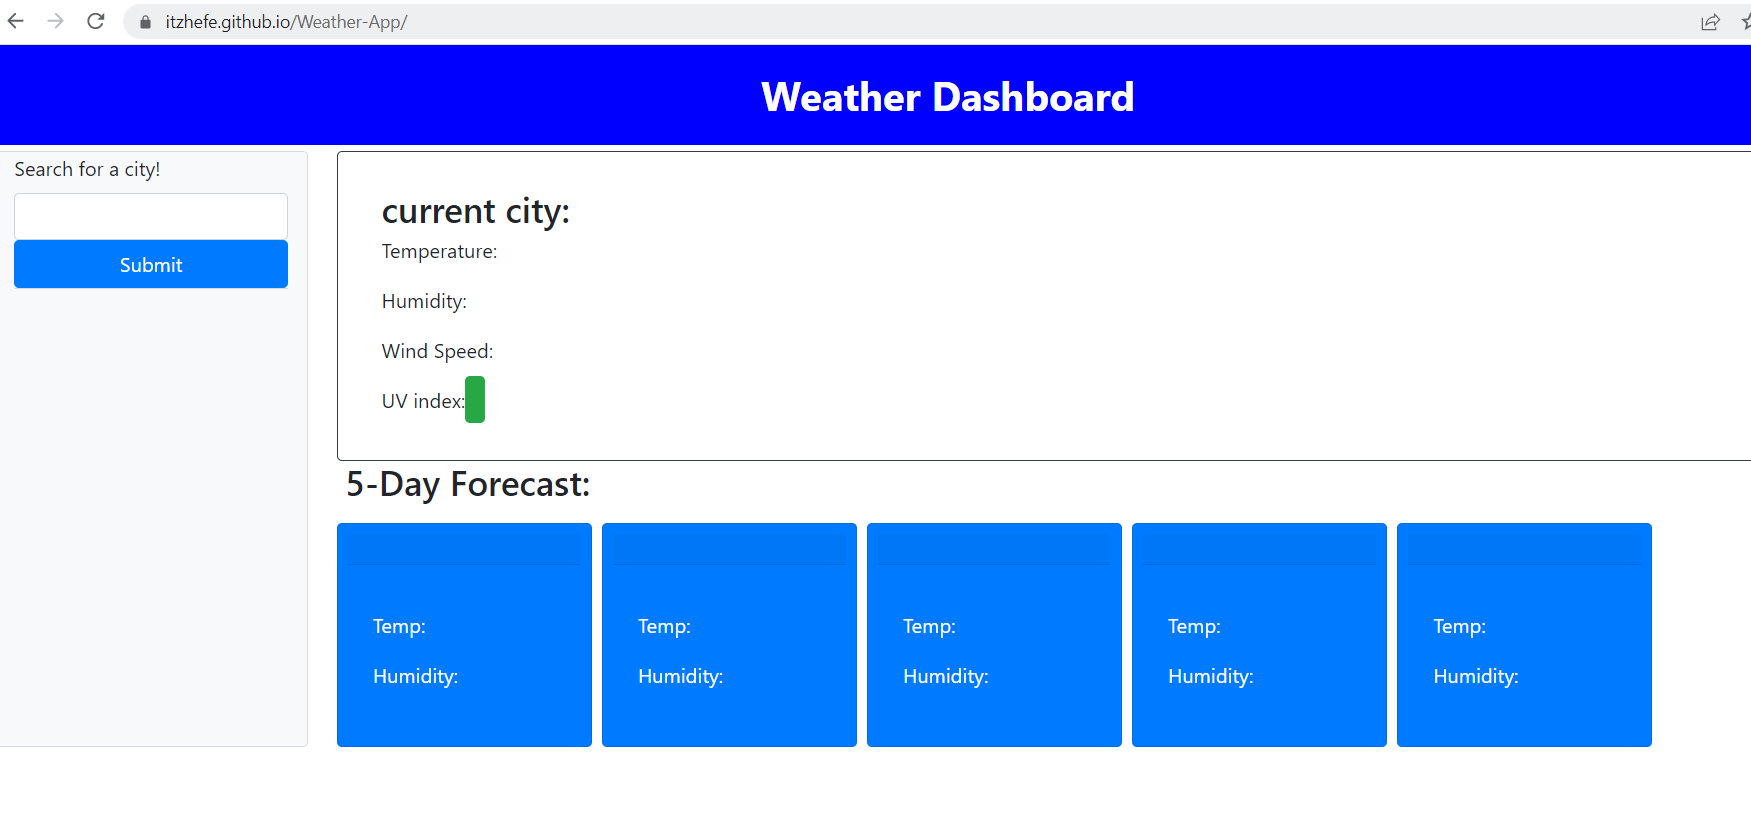 itzhefe.github.io/Weather-App/
Weather Dashboard
Search for a city!
Submit
current city:
Temperature:
Humidity:
Wind Speed:
UV index:
5-Day Forecast:
Temp:
Humidity:
Temp:
Humidity:
Temp:
Humidity:
Temp:
Humidity:
Temp:
Humidity: